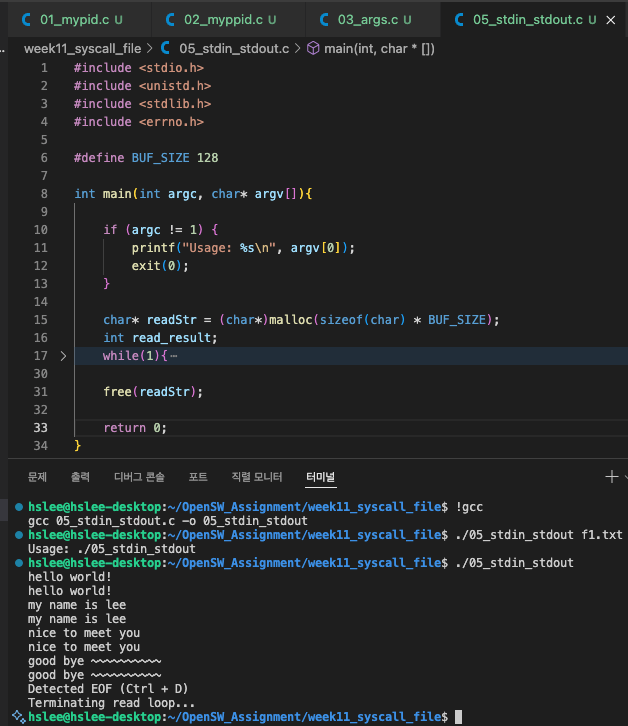 01_mypid.c U
02_myppid.c U
03_args.c U
05_stdin_stdout.c U
week11_syscall_file > 05_stdin_stdout.c > main(int, char * [])
1 #include <stdio.h>
2 #include <unistd.h>
3 #include <stdlib.h>
4 #include <errno.h>
5
6 #define BUF_SIZE 128
7
8 int main(int argc, char* argv[]){
9
10 if (argc != 1) {
11 printf("Usage: %s\n", argv[0]);
12 exit(0);
13 }
14
15 char* readStr = (char*)malloc(sizeof(char) * BUF_SIZE);
16 int read_result;
17 while(1){⋯
30
31 free(readStr);
32
33 return 0;
34 }
문제 출력 디버그 콘솔 포트 직렬 모니터 터미널
hslee@hslee-desktop:~/OpenSW_Assignment/week11_syscall_file$ !gcc
gcc 05_stdin_stdout.c -o 05_stdin_stdout
hslee@hslee-desktop:~/OpenSW_Assignment/week11_syscall_file$ ./05_stdin_stdout f1.txt
Usage: ./05_stdin_stdout
hslee@hslee-desktop:~/OpenSW_Assignment/week11_syscall_file$ ./05_stdin_stdout
hello world!
hello world!
my name is lee
my name is lee
nice to meet you
nice to meet you
good bye ~~~~~~~~~~
good bye ~~~~~~~~~~
Detected EOF (Ctrl + D)
Terminating read loop...
hslee@hslee-desktop:~/OpenSW_Assignment/week11_syscall_file$